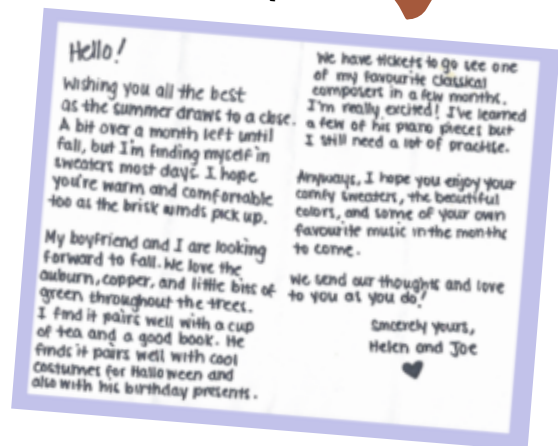 Hello!
Wishing you all the best
as the summer draws to a close.
A bit over a month left until
fall, but I'm finding myself in
sweaters most days. I hope
you're warm and comfortable
too as the brisk winds pick up.
My boyfriend and I are looking
forward to fall. We love the
auburn, copper, and little bits of
green throughout the trees.
I find it pairs well with a cup
of tea and a good book. He
finds it pairs well with cool
costumes for Halloween and
also with his birthday presents.
We have tickets to go see one
of my favourite classical
composers in a few months.
I'm really excited! I've learned
a few of his piano pieces but
I still need a lot of practise.
Anyways, I hope you enjoy your
comfy sweaters, the beautiful
colors, and some of your own
favourite music in the months
to come.
We send our thoughts and love
to you as you do!
Sincerely yours,
Helen and Joe